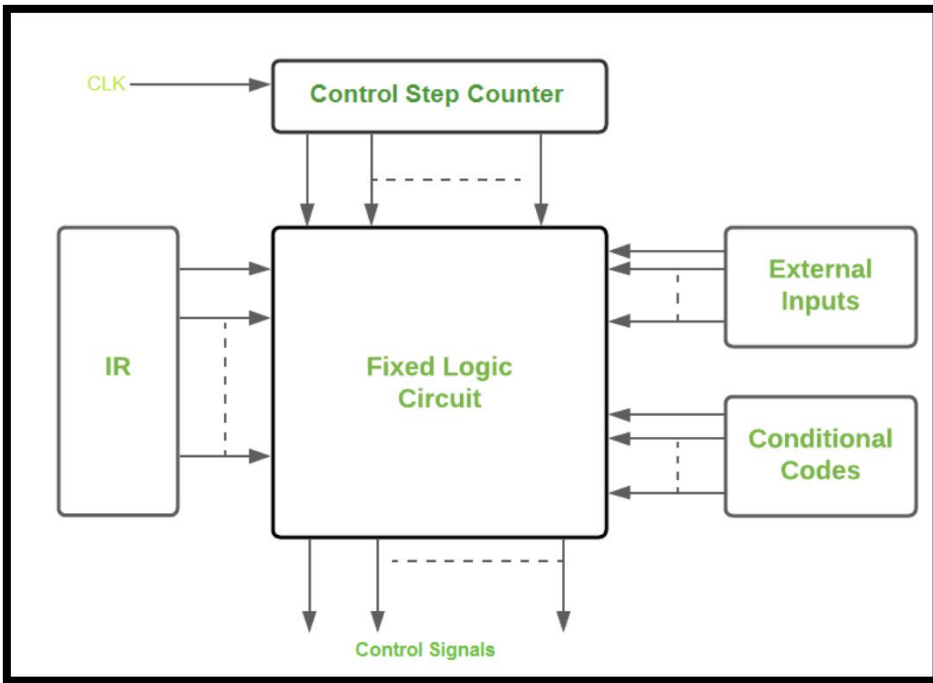 CLK
Control Step Counter
IR
Fixed Logic
Circuit
External
Inputs
Conditional
Codes
Control Signals